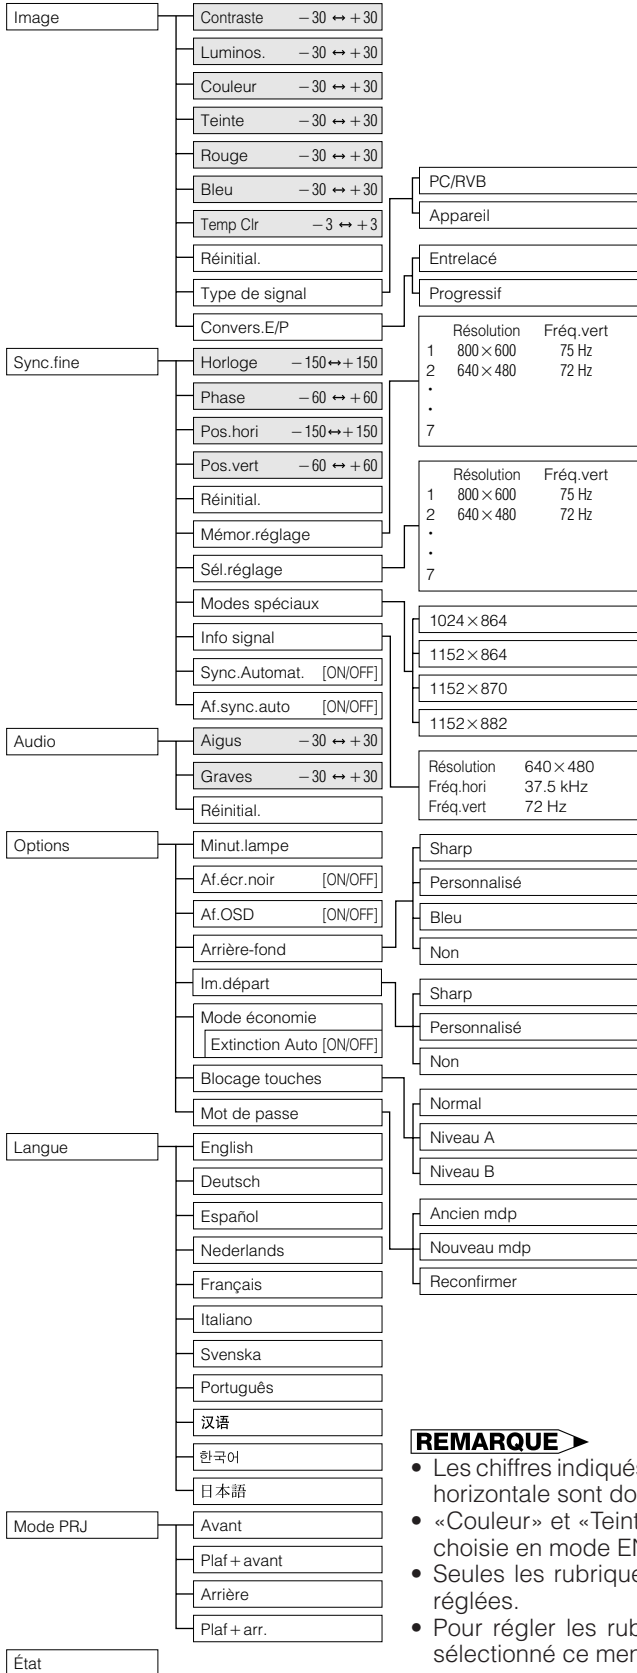 Image
Contraste −30 ↔ +30
Luminos. −30 ↔ +30
Couleur −30 ↔ +30
Teinte −30 ↔ +30
Rouge −30 ↔ +30
Bleu −30 ↔ +30
Temp Clr −3 ↔ +3
Réinitial.
Type de signal
Convers.E/P
PC/RVB
Appareil
Entrelacé
Progressif
Sync.fine
Horloge −150↔+150
Phase −60 ↔ +60
Pos.hori −150↔+150
Pos.vert −60 ↔ +60
Réinitial.
Mémor.réglage
Sél.réglage
Modes spéciaux
Info signal
Sync.Automat. [ON/OFF]
Af.sync.auto [ON/OFF]
Résolution Fréq.vert
1 800×600 75 Hz
2 640×480 72 Hz
•
•
7
Résolution Fréq.vert
1 800×600 75 Hz
2 640×480 72 Hz
•
•
7
1024×864
1152×864
1152×870
1152×882
Résolution 640×480
Fréq.hori 37.5 kHz
Fréq.vert 72 Hz
Audio
Aigus −30 ↔ +30
Graves −30 ↔ +30
Réinitial.
Options
Minut.lampe
Af.écr.noir [ON/OFF]
Af.OSD [ON/OFF]
Arrière-fond
Im.départ
Mode économie
Extinction Auto [ON/OFF]
Blocage touches
Mot de passe
Sharp
Personnalisé
Bleu
Non
Sharp
Personnalisé
Non
Normal
Niveau A
Niveau B
Ancien mdp
Nouveau mdp
Reconfirmer
Langue
English
Deutsch
Español
Nederlands
Français
Italiano
Svenska
Português
汉语
한국어
日本語
Mode PRJ
Avant
Plaf+avant
Arrière
Plaf+arr.
État
REMARQUE
• Les chiffres indiqués
horizontale sont do
• «Couleur» et «Teint
choisie en mode EN
• Seules les rubrique
réglées.
• Pour régler les rub
sélectionné ce men